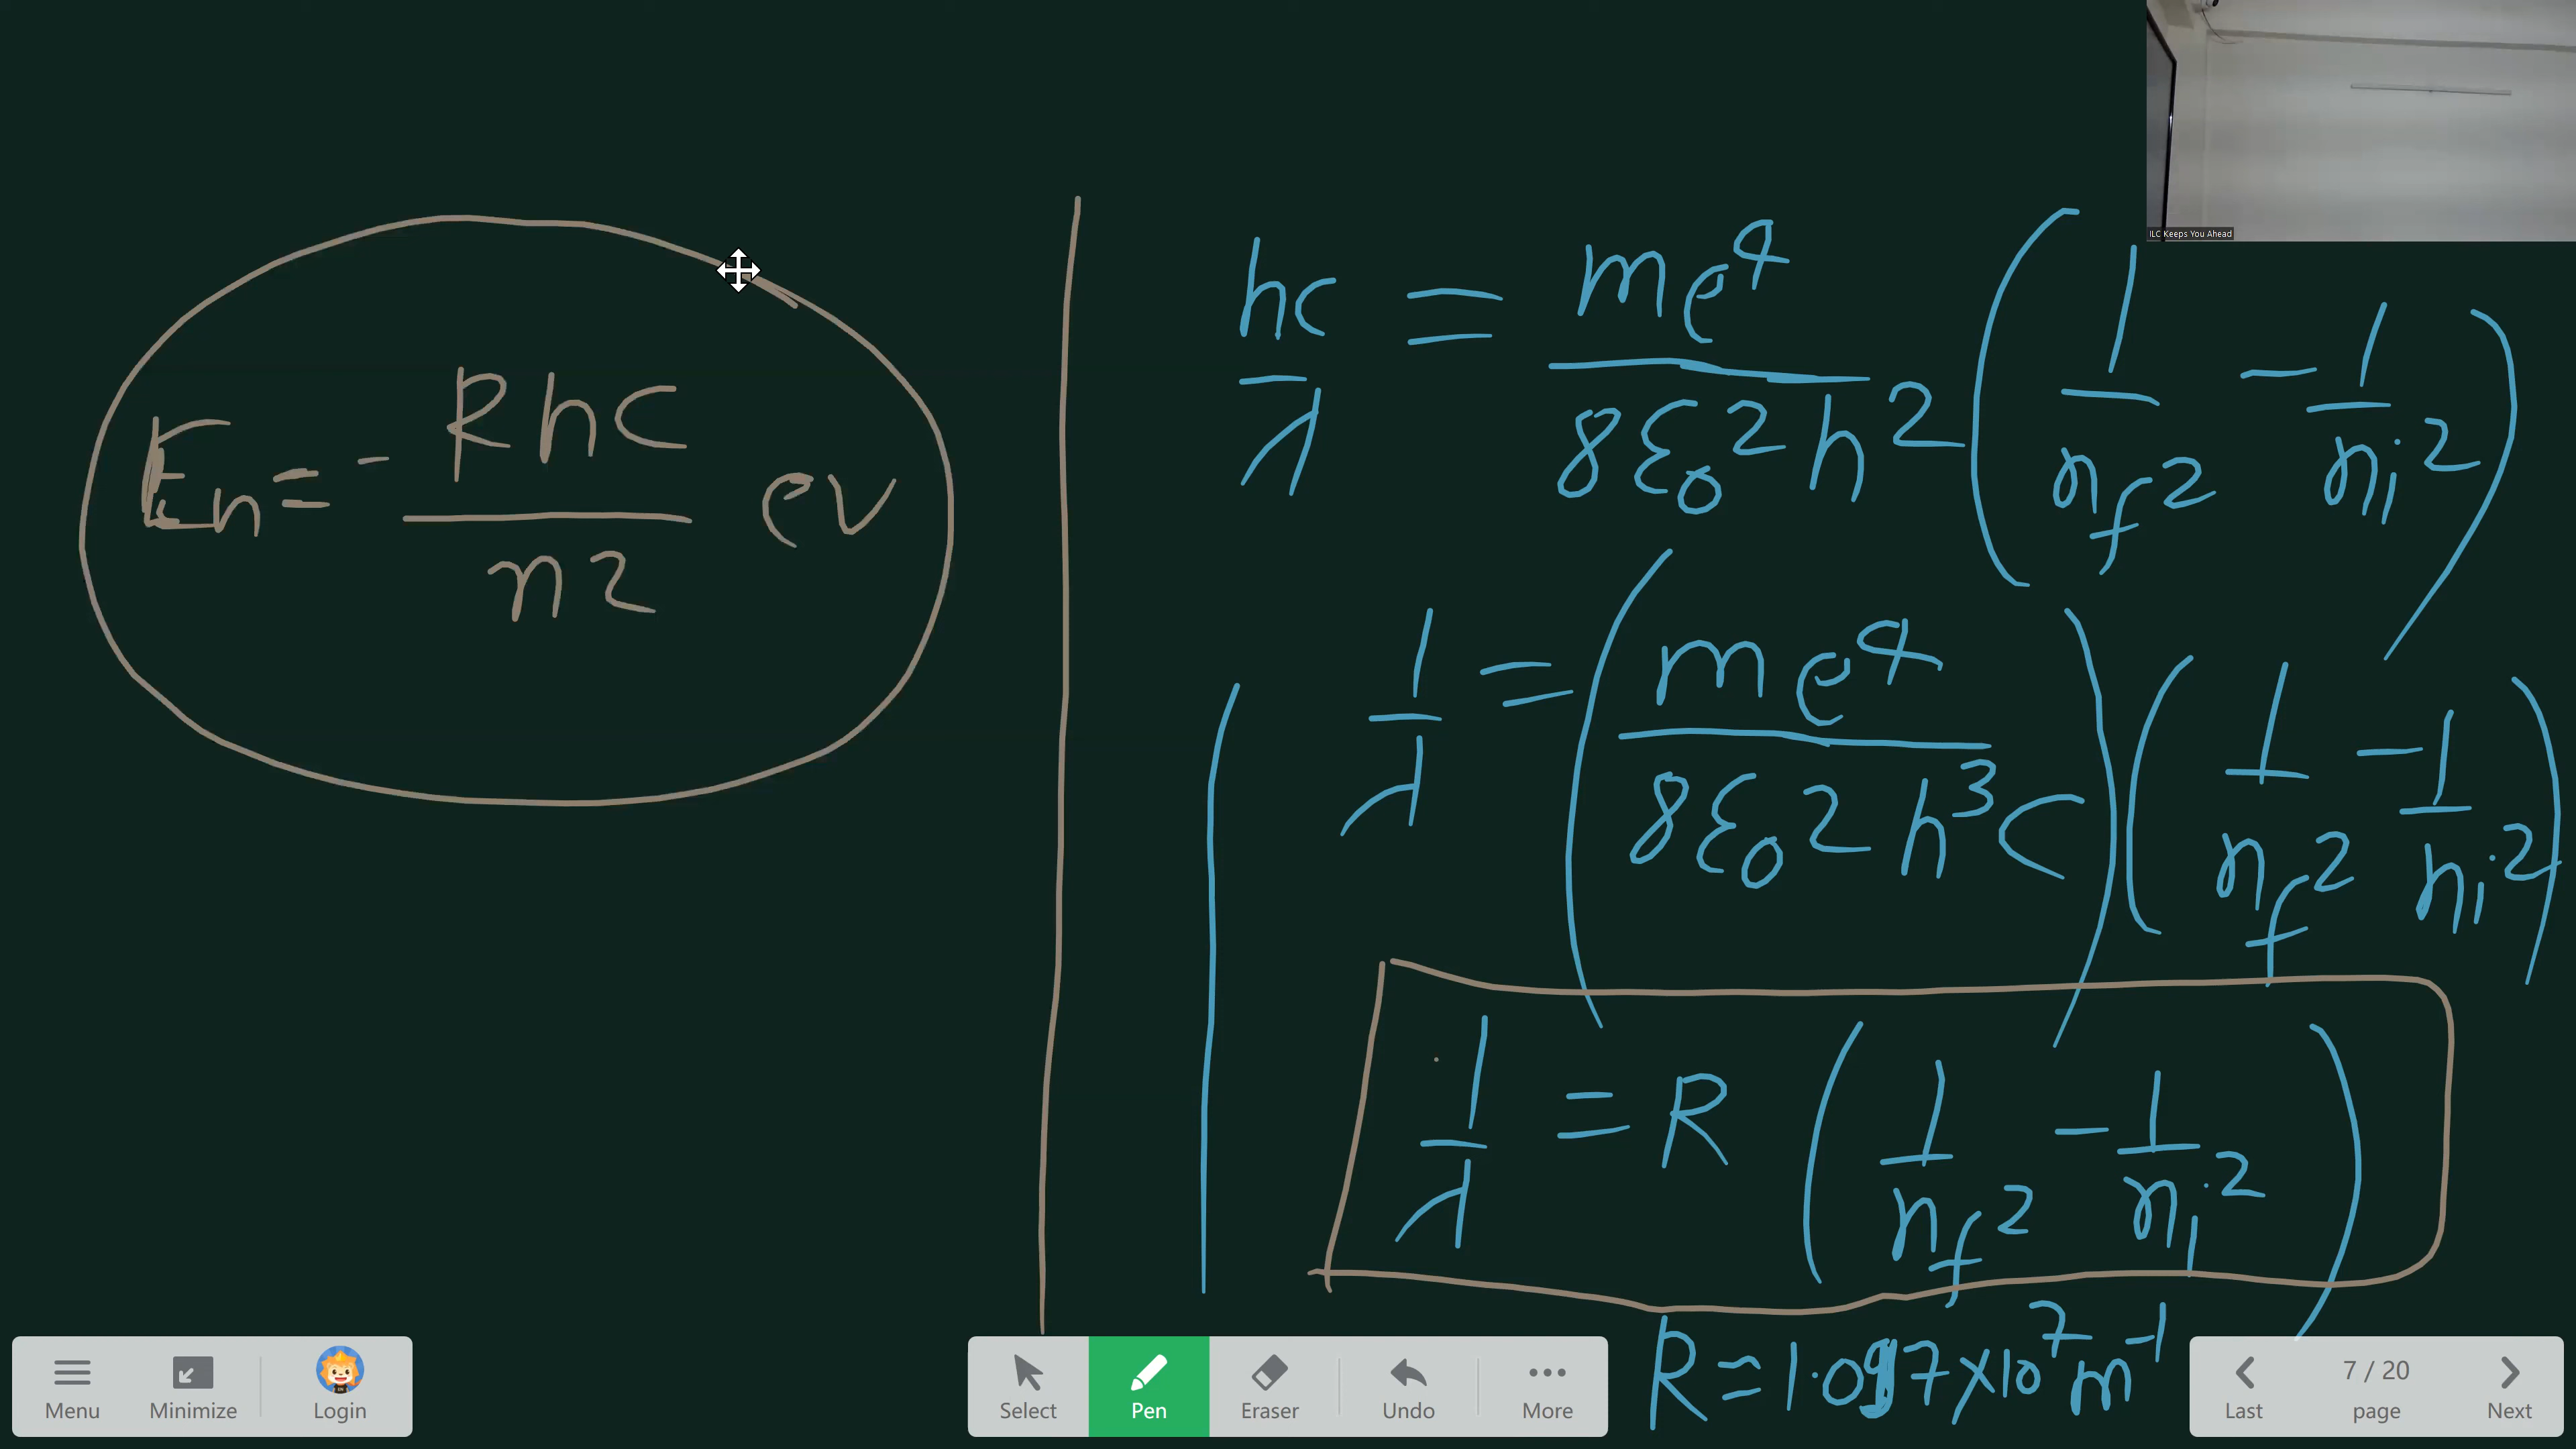 ILC Keeps You Ahead
En = - Rhc / n2 ev
hc / λ = me4 / 8ε02h2 ( 1 / nf2 - 1 / ni2 )
1 / λ = ( me4 / 8ε02h3c ) ( 1 / nf2 - 1 / ni2 )
1 / λ = R ( 1 / nf2 - 1 / ni2 )
R = 1.097 x 107 m-1
Menu Minimize Login
Select Pen Eraser Undo More
Last 7 / 20 page Next